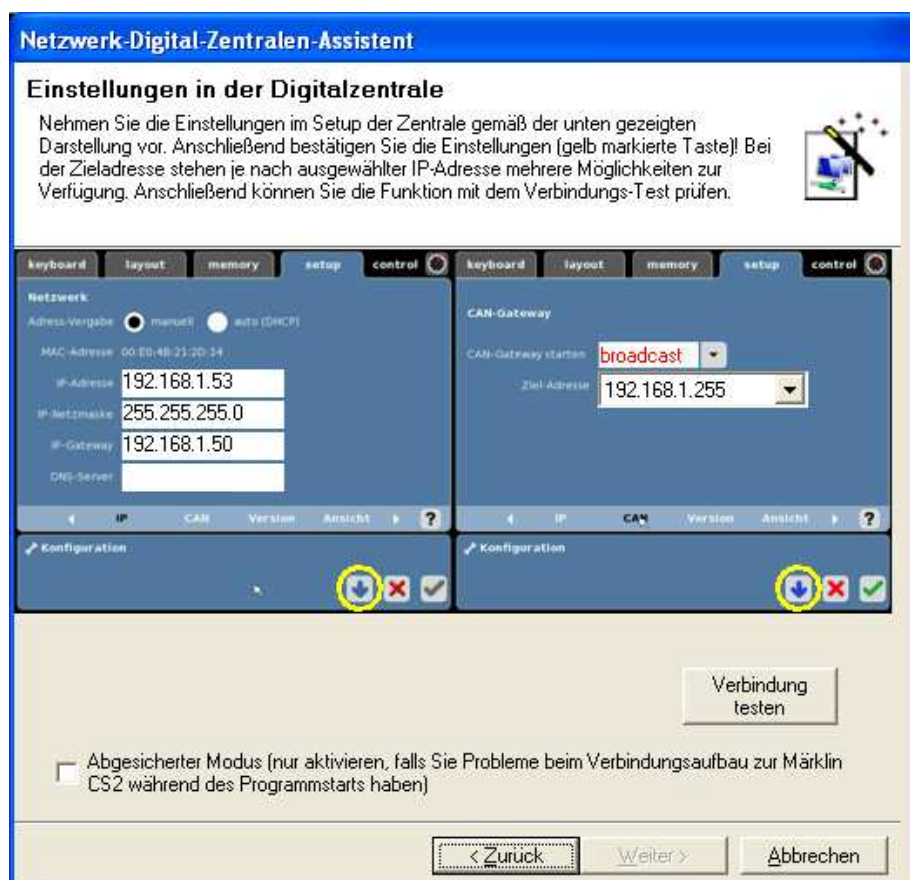 Netzwerk-Digital-Zentralen-Assistent
Einstellungen in der Digitalzentrale
Nehmen Sie die Einstellungen im Setup der Zentrale gemäß der unten gezeigten
Darstellung vor. Anschließend bestätigen Sie die Einstellungen (gelb markierte Taste)! Bei
der Zieladresse stehen je nach ausgewählter IP-Adresse mehrere Möglichkeiten zur
Verfügung. Anschließend können Sie die Funktion mit dem Verbindungs-Test prüfen.
keyboard layout memory setup control
Netzwerk
Adress-Vergabe manuell auto (DHCP)
MAC-Adresse 00:E0:4B:21:2D:14
IP-Adresse 192.168.1.53
IP-Netzmaske 255.255.255.0
IP-Gateway 192.168.1.50
DNS-Server
IP CAN Version Ansicht ?
Konfiguration
keyboard layout memory setup control
CAN-Gateway
CAN-Gateway starten broadcast
Ziel-Adresse 192.168.1.255
IP CAN Version Ansicht ?
Konfiguration
Verbindung
testen
Abgesicherter Modus (nur aktivieren, falls Sie Probleme beim Verbindungsaufbau zur Märklin
CS2 während des Programmstarts haben)
< Zurück Weiter > Abbrechen